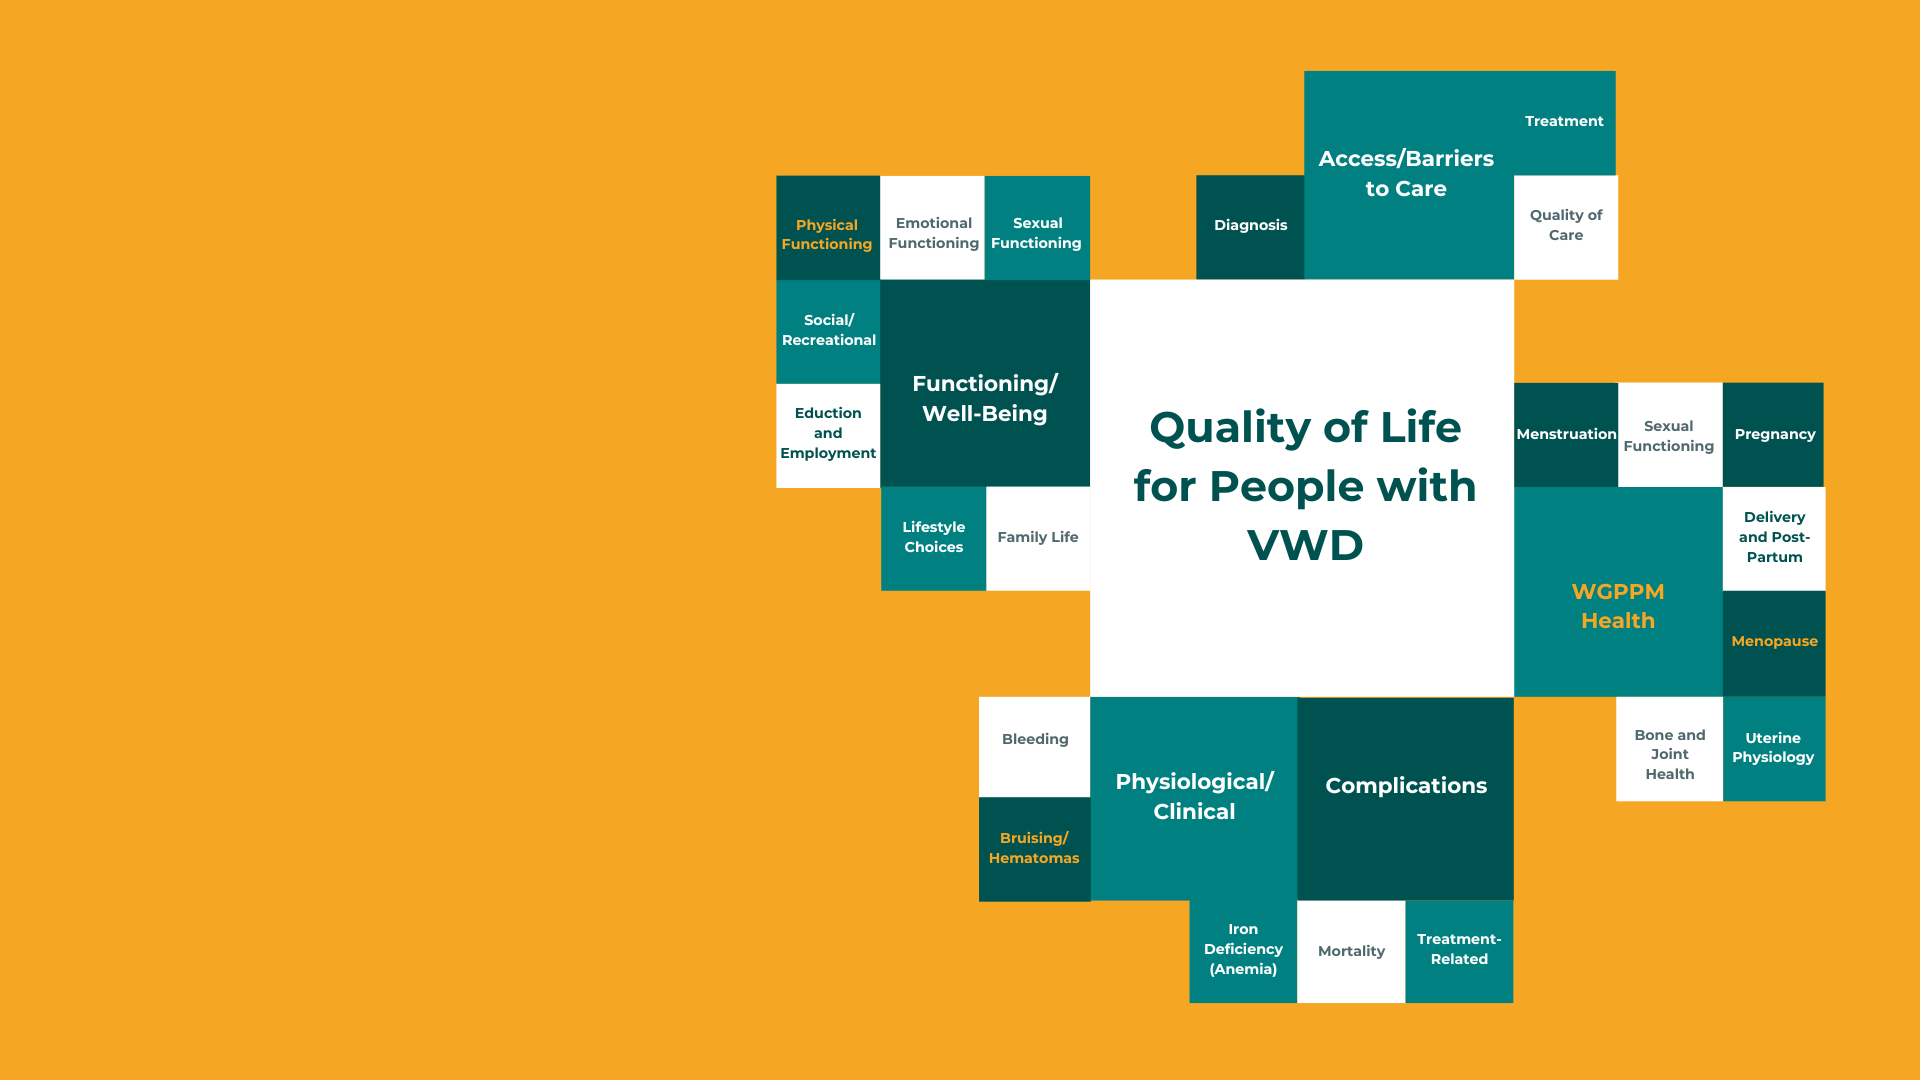 Treatment
Access/Barriers
to Care
Diagnosis
Quality of
Care
Physical
Functioning
Emotional
Functioning
Sexual
Functioning
Social/
Recreational
Functioning/
Well-Being
Eduction
and
Employment
Lifestyle
Choices
Family Life
Quality of Life
for People with
VWD
Menstruation
Sexual
Functioning
Pregnancy
Delivery
and Post-
Partum
WGPPM
Health
Menopause
Bone and
Joint
Health
Uterine
Physiology
Bleeding
Physiological/
Clinical
Complications
Bruising/
Hematomas
Iron
Deficiency
(Anemia)
Mortality
Treatment-
Related